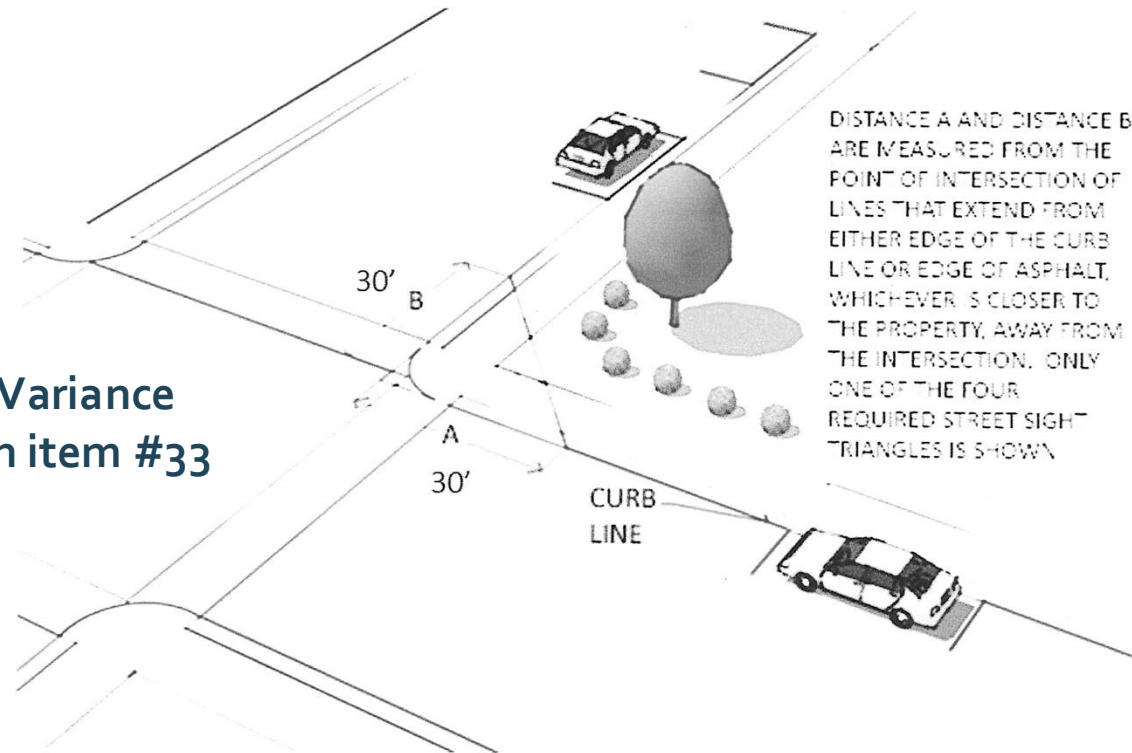 DISTANCE A AND DISTANCE B
ARE MEASURED FROM THE
POINT OF INTERSECTION OF
LINES THAT EXTEND FROM
EITHER EDGE OF THE CURB
LINE OR EDGE OF ASPHALT,
WHICHEVER IS CLOSER TO
THE PROPERTY, AWAY FROM
THE INTERSECTION. ONLY
ONE OF THE FOUR
REQUIRED STREET SIGHT
TRIANGLES IS SHOWN
30'
B
Variance
n item #33
A
30'
CURB
LINE